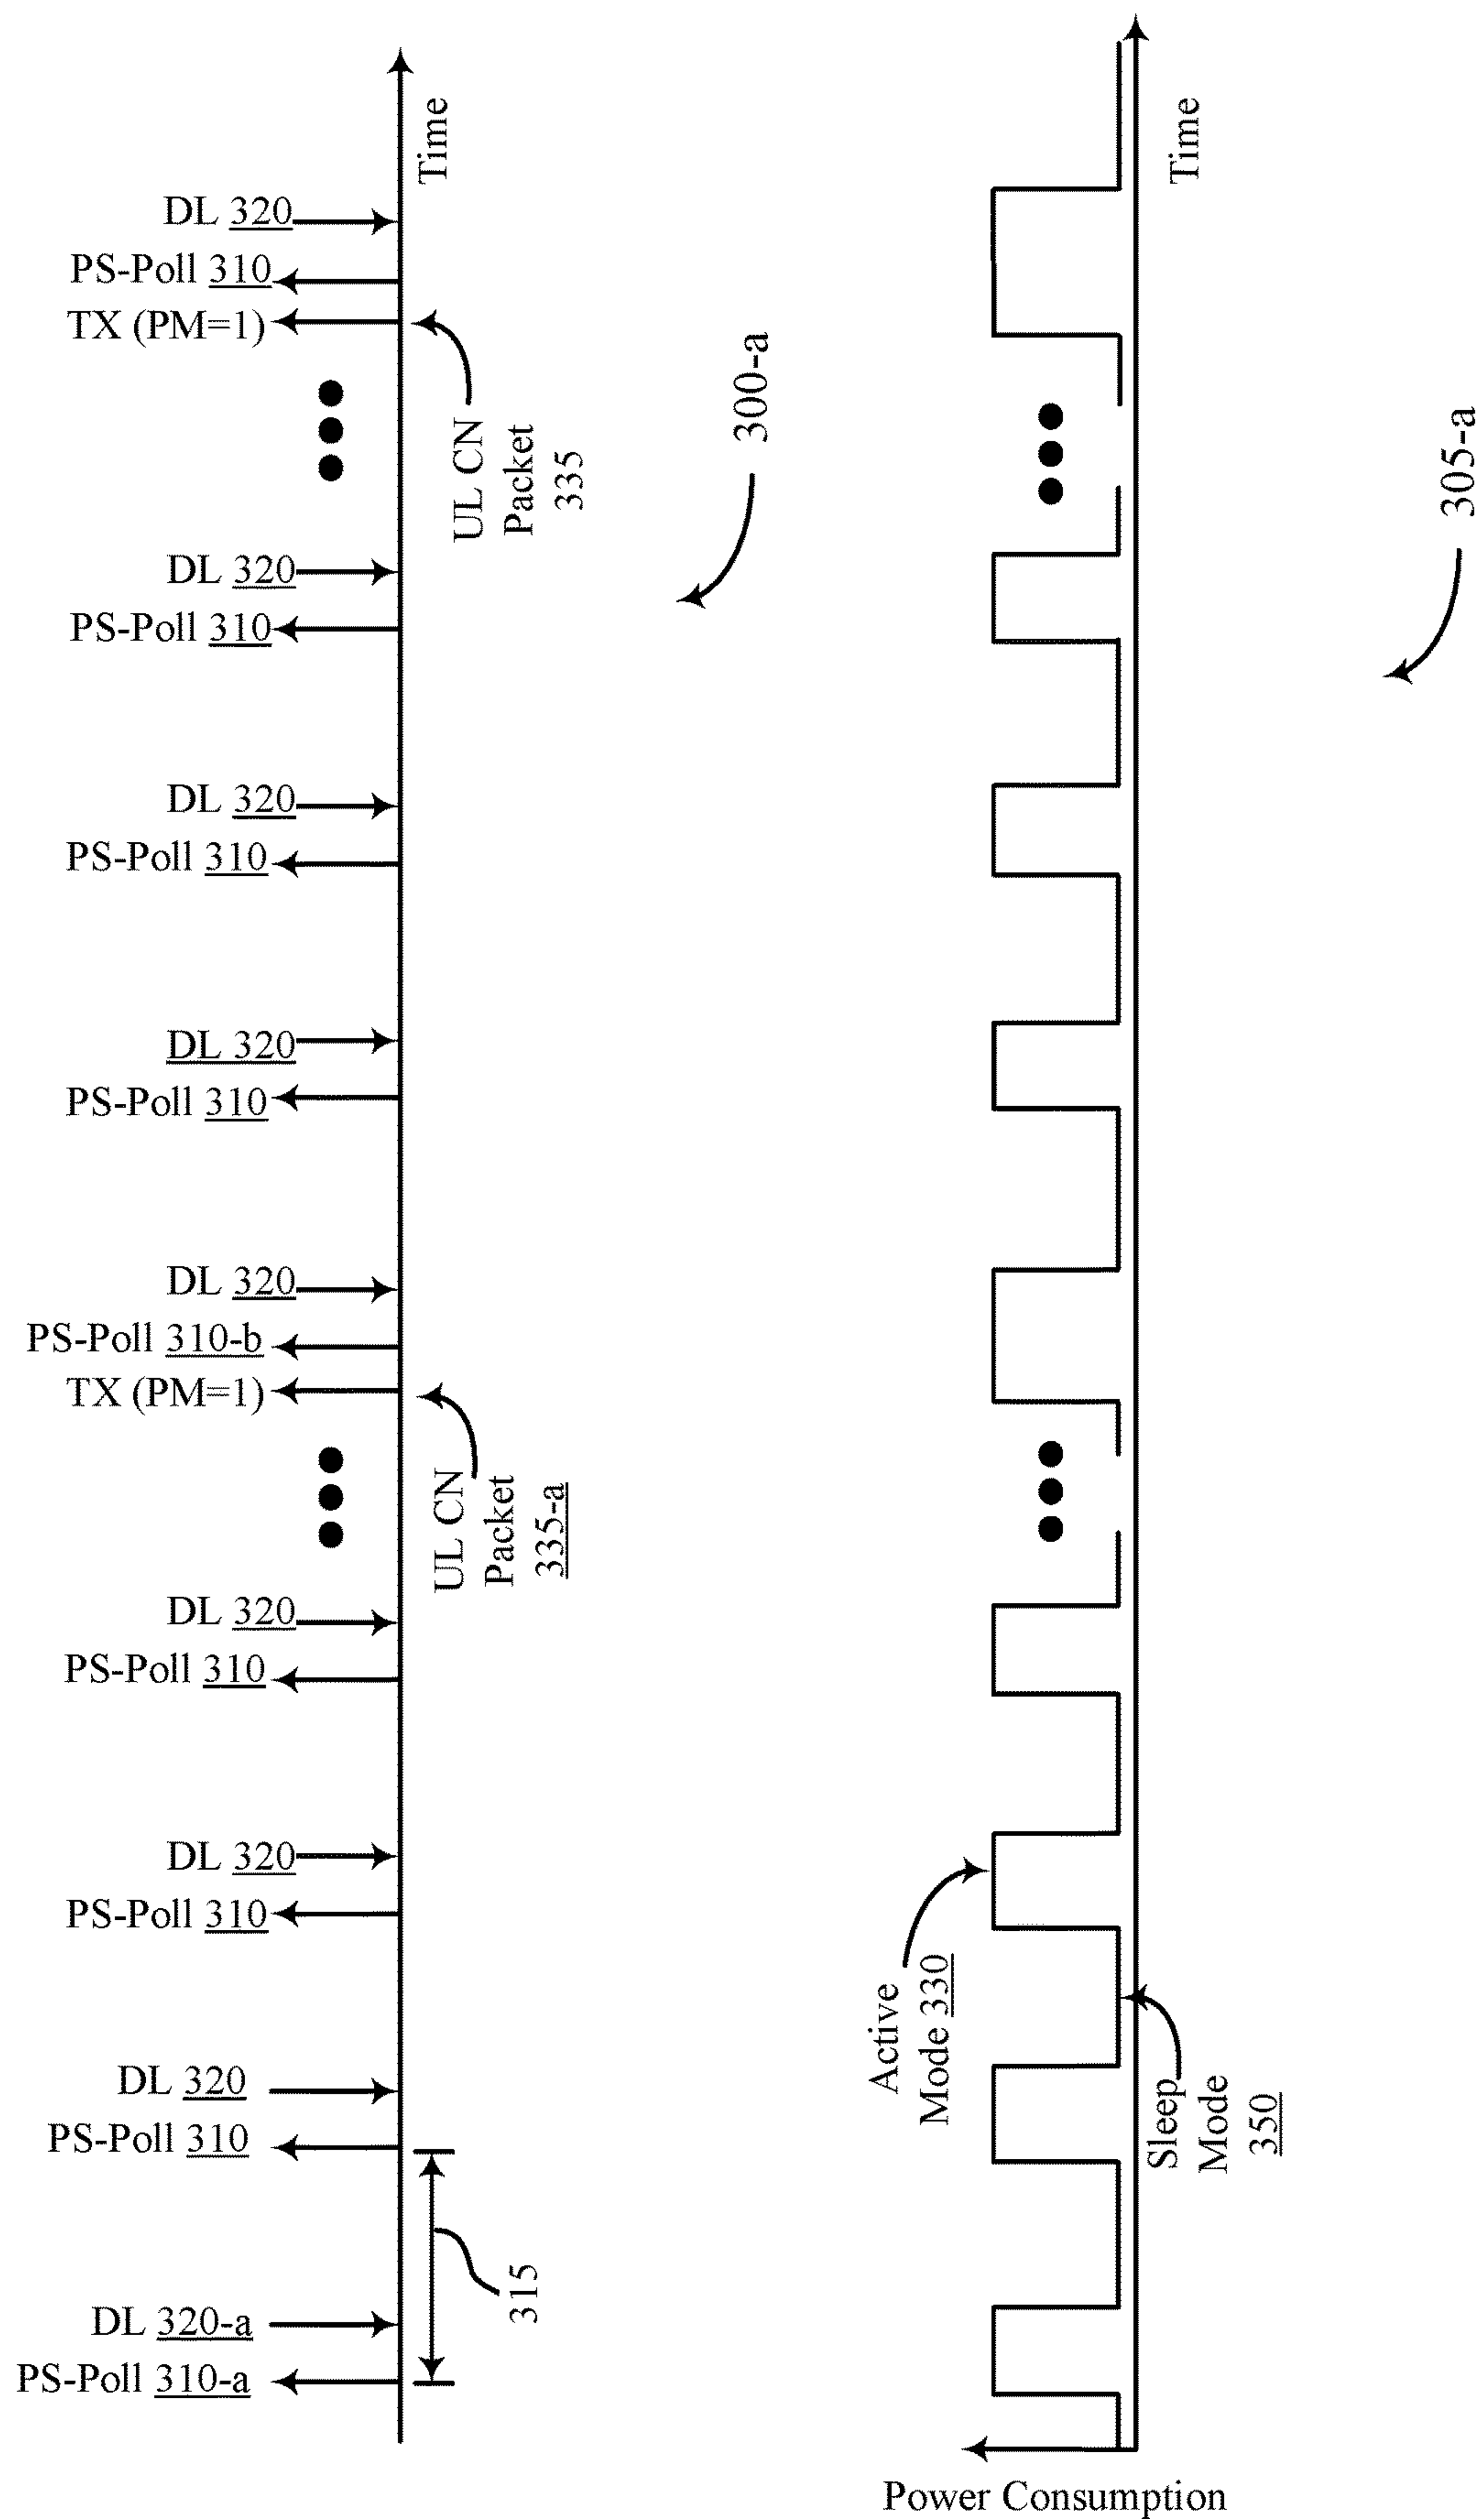 DL 320
PS-Poll 310
TX (PM=1)
Time
UL CN
Packet
335
300-a
DL 320
PS-Poll 310
DL 320
PS-Poll 310
DL 320
PS-Poll 310
DL 320
PS-Poll 310-b
TX (PM=1)
UL CN
Packet
335-a
DL 320
PS-Poll 310
DL 320
PS-Poll 310
DL 320
PS-Poll 310
315
DL 320-a
PS-Poll 310-a
Time
305-a
Active
Mode 330
Sleep
Mode
350
Power Consumption